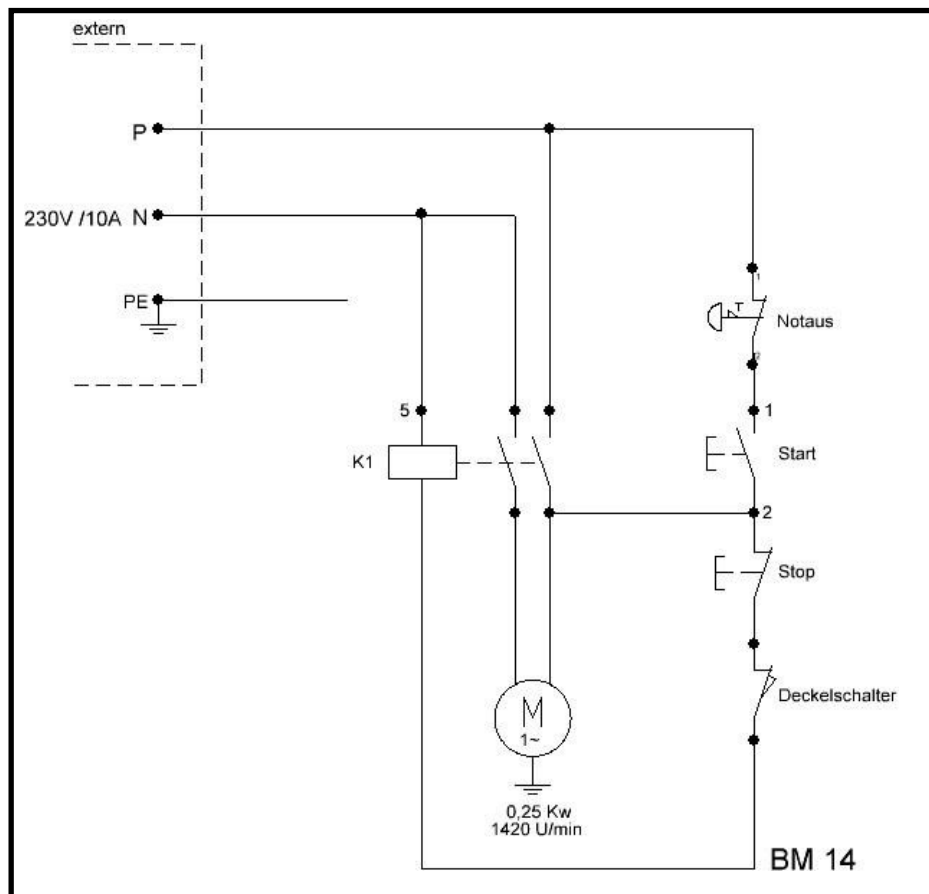 extern
P
230V /10A N
PE
1
T
Notaus
5
1
K1
Start
2
Stop
Deckelschalter
M
1~
0,25 Kw
1420 U/min
BM 14